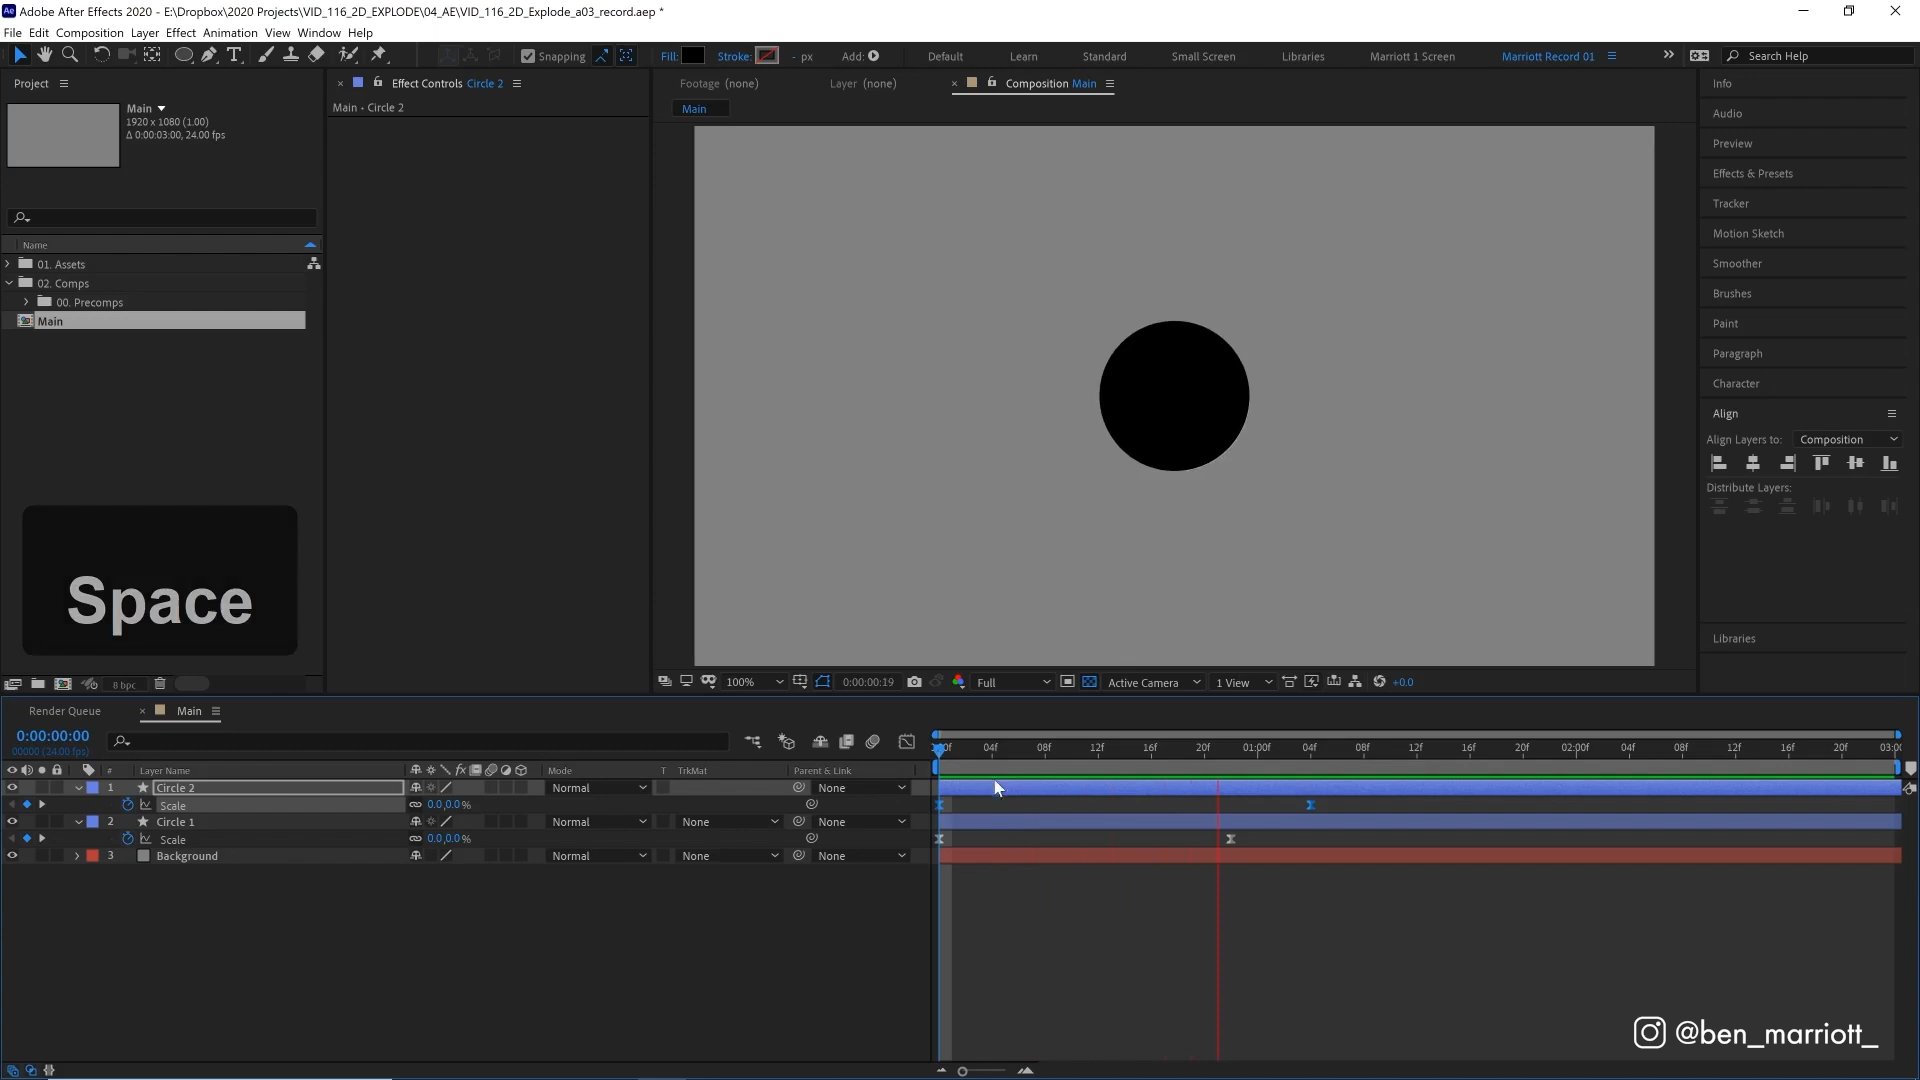 Adobe After Effects 2020 - E:\Dropbox\2020 Projects\VID_116_2D_EXPLODE\04_AE\VID_116_2D_Explode_a03_record.aep *
File Edit Composition Layer Effect Animation View Window Help
Snapping Fill: Stroke: - px Add: Default Learn Standard Small Screen Libraries Marriott 1 Screen Marriott Record 01 Search Help
Project
Effect Controls Circle 2
Footage (none) Layer (none) Composition Main
Info
Main
1920 x 1080 (1.00)
Δ 0:00:03:00, 24.00 fps
Main • Circle 2
Main
Audio
Preview
Effects & Presets
Tracker
Motion Sketch
Smoother
Brushes
Paint
Paragraph
Character
Align
Align Layers to: Composition
Distribute Layers:
Libraries
Name
01. Assets
02. Comps
00. Precomps
Main
Space
8 bpc
100% 0:00:00:19 Full Active Camera 1 View +0.0
Render Queue Main
0:00:00:00
00000 (24.00 fps)
04f 08f 12f 16f 20f 01:00f 04f 08f 12f 16f 20f 02:00f 04f 08f 12f 16f 20f
# Layer Name fx Mode T TrkMat Parent & Link
1 Circle 2 Normal None
Scale 0.0,0.0%
2 Circle 1 Normal None None
Scale 0.0,0.0%
3 Background Normal None None
@ben_marriott_